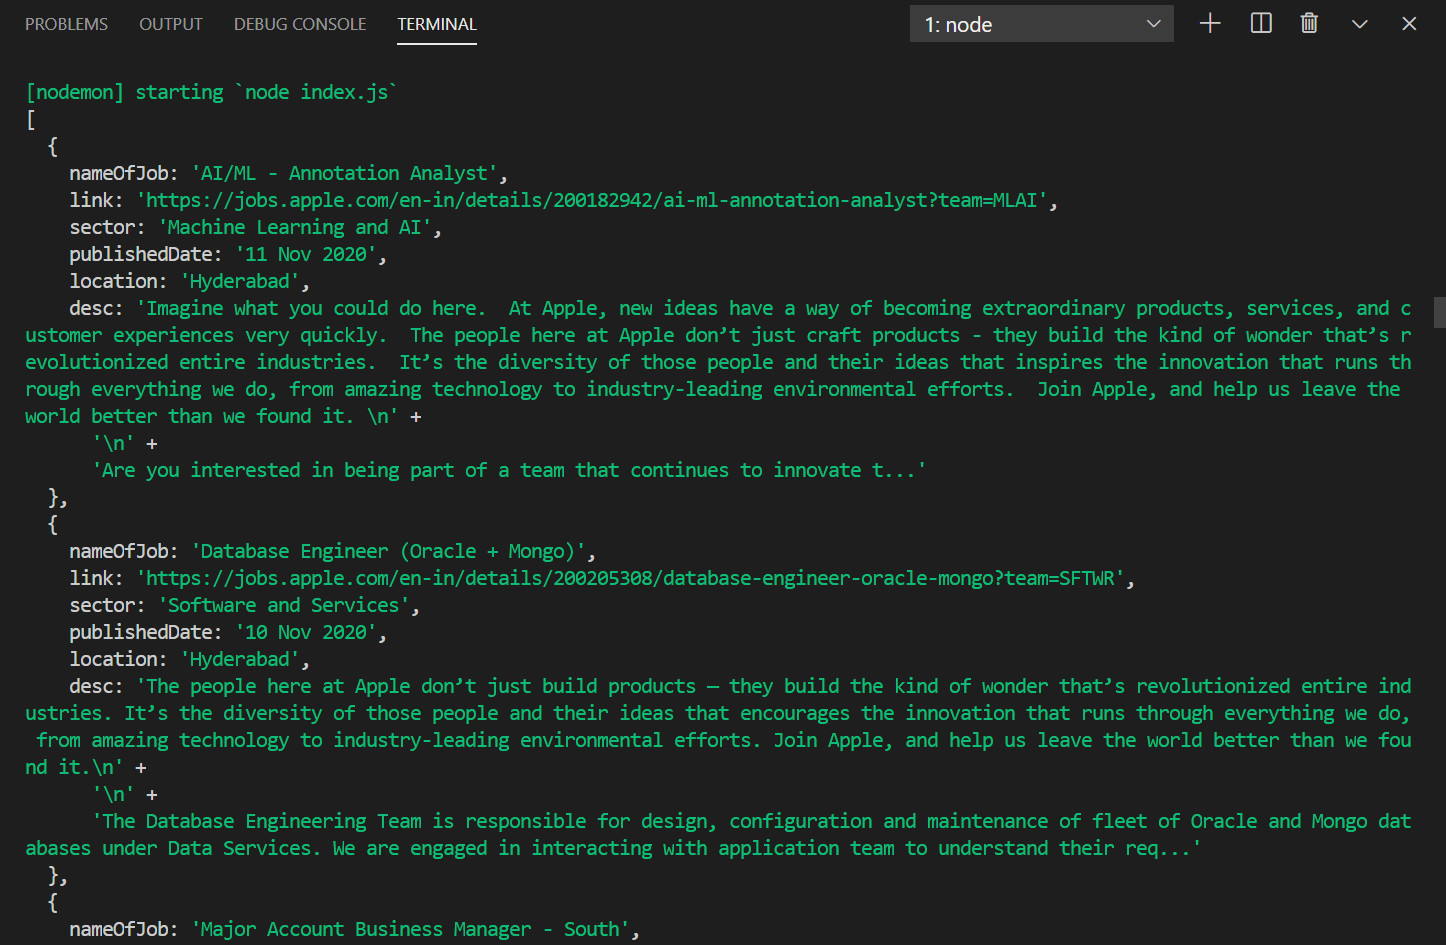 PROBLEMS OUTPUT DEBUG CONSOLE TERMINAL 1: node
[nodemon] starting `node index.js`
[
  {
    nameOfJob: 'AI/ML - Annotation Analyst',
    link: 'https://jobs.apple.com/en-in/details/200182942/ai-ml-annotation-analyst?team=MLAI',
    sector: 'Machine Learning and AI',
    publishedDate: '11 Nov 2020',
    location: 'Hyderabad',
    desc: 'Imagine what you could do here.  At Apple, new ideas have a way of becoming extraordinary products, services, and c
ustomer experiences very quickly.  The people here at Apple don’t just craft products - they build the kind of wonder that’s r
evolutionized entire industries.  It’s the diversity of those people and their ideas that inspires the innovation that runs th
rough everything we do, from amazing technology to industry-leading environmental efforts.  Join Apple, and help us leave the
world better than we found it. \n' +
      '\n' +
      'Are you interested in being part of a team that continues to innovate t...'
  },
  {
    nameOfJob: 'Database Engineer (Oracle + Mongo)',
    link: 'https://jobs.apple.com/en-in/details/200205308/database-engineer-oracle-mongo?team=SFTWR',
    sector: 'Software and Services',
    publishedDate: '10 Nov 2020',
    location: 'Hyderabad',
    desc: 'The people here at Apple don’t just build products — they build the kind of wonder that’s revolutionized entire ind
ustries. It’s the diversity of those people and their ideas that encourages the innovation that runs through everything we do,
 from amazing technology to industry-leading environmental efforts. Join Apple, and help us leave the world better than we fou
nd it.\n' +
      '\n' +
      'The Database Engineering Team is responsible for design, configuration and maintenance of fleet of Oracle and Mongo dat
abases under Data Services. We are engaged in interacting with application team to understand their req...'
  },
  {
    nameOfJob: 'Major Account Business Manager - South',